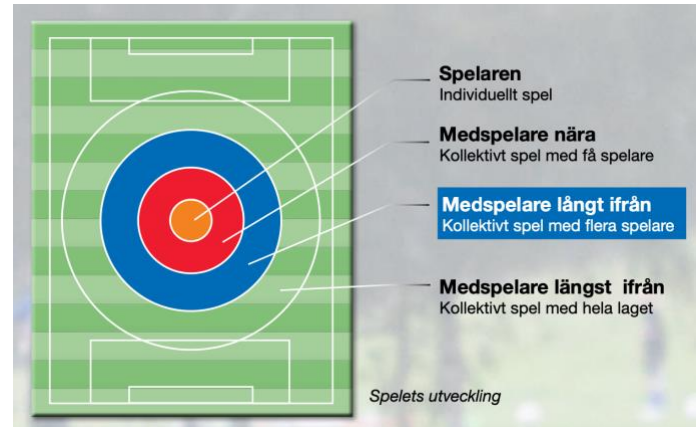 Spelaren
Individuellt spel
Medspelare nära
Kollektivt spel med få spelare
Medspelare långt ifrån
Kollektivt spel med flera spelare
Medspelare längst ifrån
Kollektivt spel med hela laget
Spelets utveckling